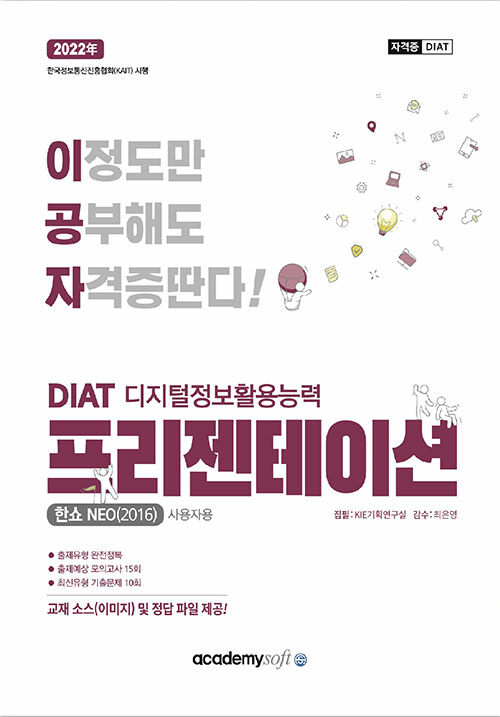 2022年
자격증 DIAT
한국정보통신진흥협회(KAIT) 시행
이정도만
공부해도
자격증딴다!
DIAT 디지털정보활용능력
프리젠테이션
한쇼 NEO(2016) 사용자용
집필:KIE기획연구실 감수:최은영
• 출제유형 완전정복
• 출제예상 모의고사 15회
• 최신유형 기출문제 10회
교재 소스(이미지) 및 정답 파일 제공!
academysoft